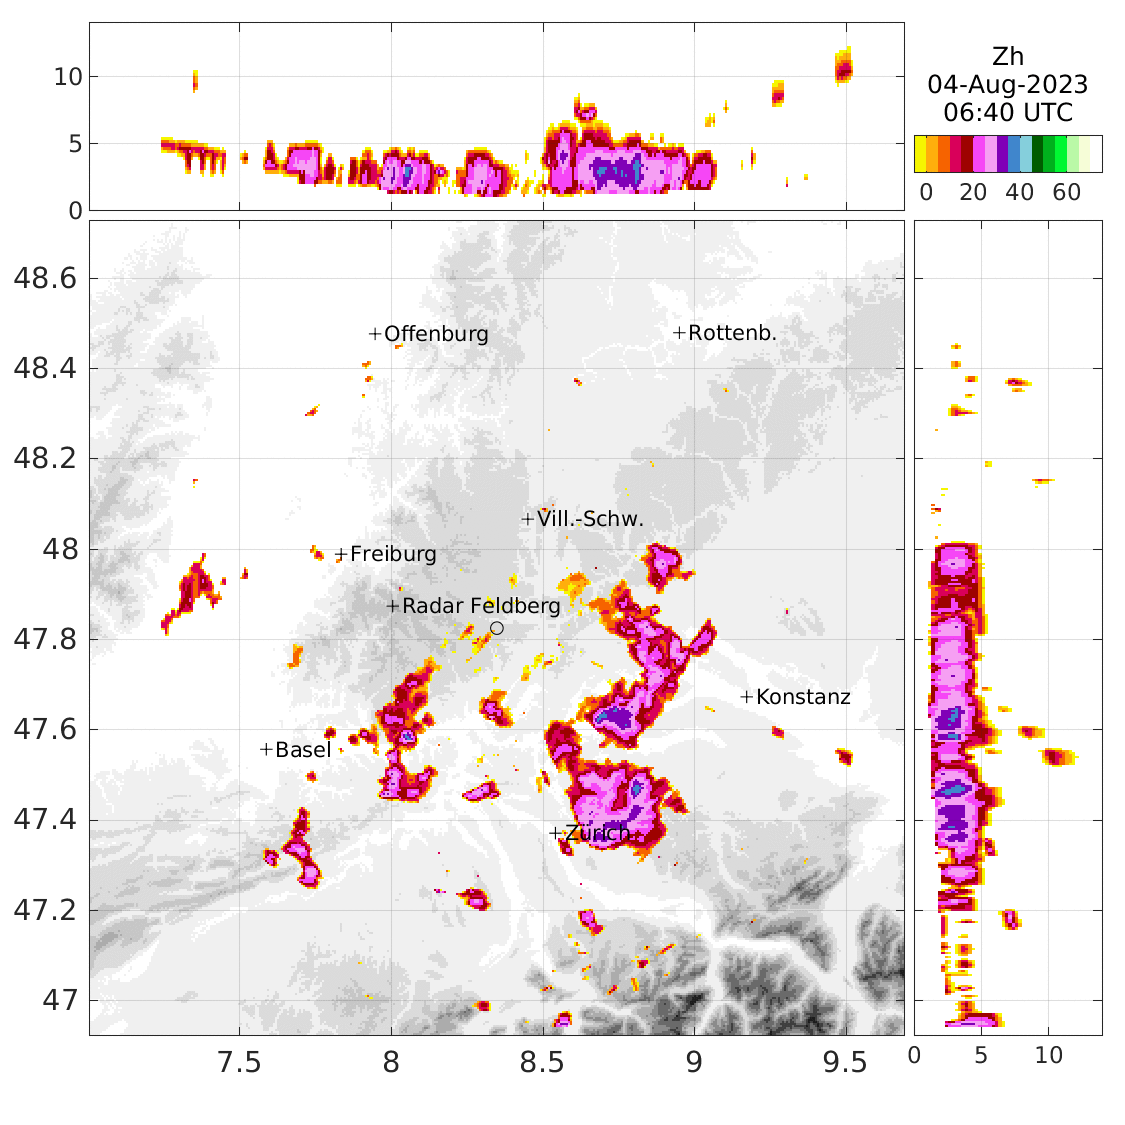 10
5
0
Zh
04-Aug-2023
06:40 UTC
0 20 40 60
48.6
48.4
48.2
48
47.8
47.6
47.4
47.2
47
Offenburg
Rottenb.
Vill.-Schw.
Freiburg
Radar Feldberg
Konstanz
Basel
Zürich
7.5 8 8.5 9 9.5
0 5 10